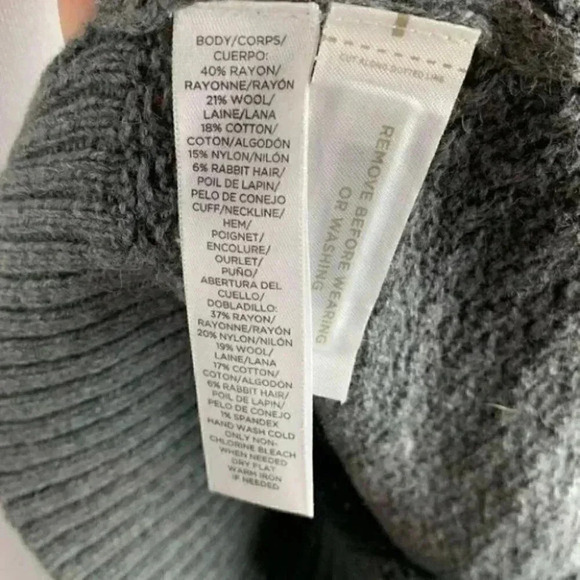 BODY/CORPS/
CUERPO:
40% RAYON/
RAYONNE/RAYÓN
21% WOOL/
LAINE/LANA
18% COTTON/
COTON/ALGODÓN
15% NYLON/NILÓN
6% RABBIT HAIR/
POIL DE LAPIN/
PELO DE CONEJO
CUFF/NECKLINE/
HEM/
POIGNET/
ENCOLURE/
OURLET/
PUÑO/
ABERTURA DEL
CUELLO/
DOBLADILLO:
37% RAYON/
RAYONNE/RAYÓN
20% NYLON/NILÓN
19% WOOL/
LAINE/LANA
17% COTTON/
COTON/ALGODÓN
6% RABBIT HAIR/
POIL DE LAPIN/
PELO DE CONEJO
1% SPANDEX
HAND WASH COLD
ONLY NON-
CHLORINE BLEACH
WHEN NEEDED
DRY FLAT
WARM IRON
IF NEEDED
CUT ALONG DOTTED LINE
REMOVE BEFORE WEARING
OR WASHING